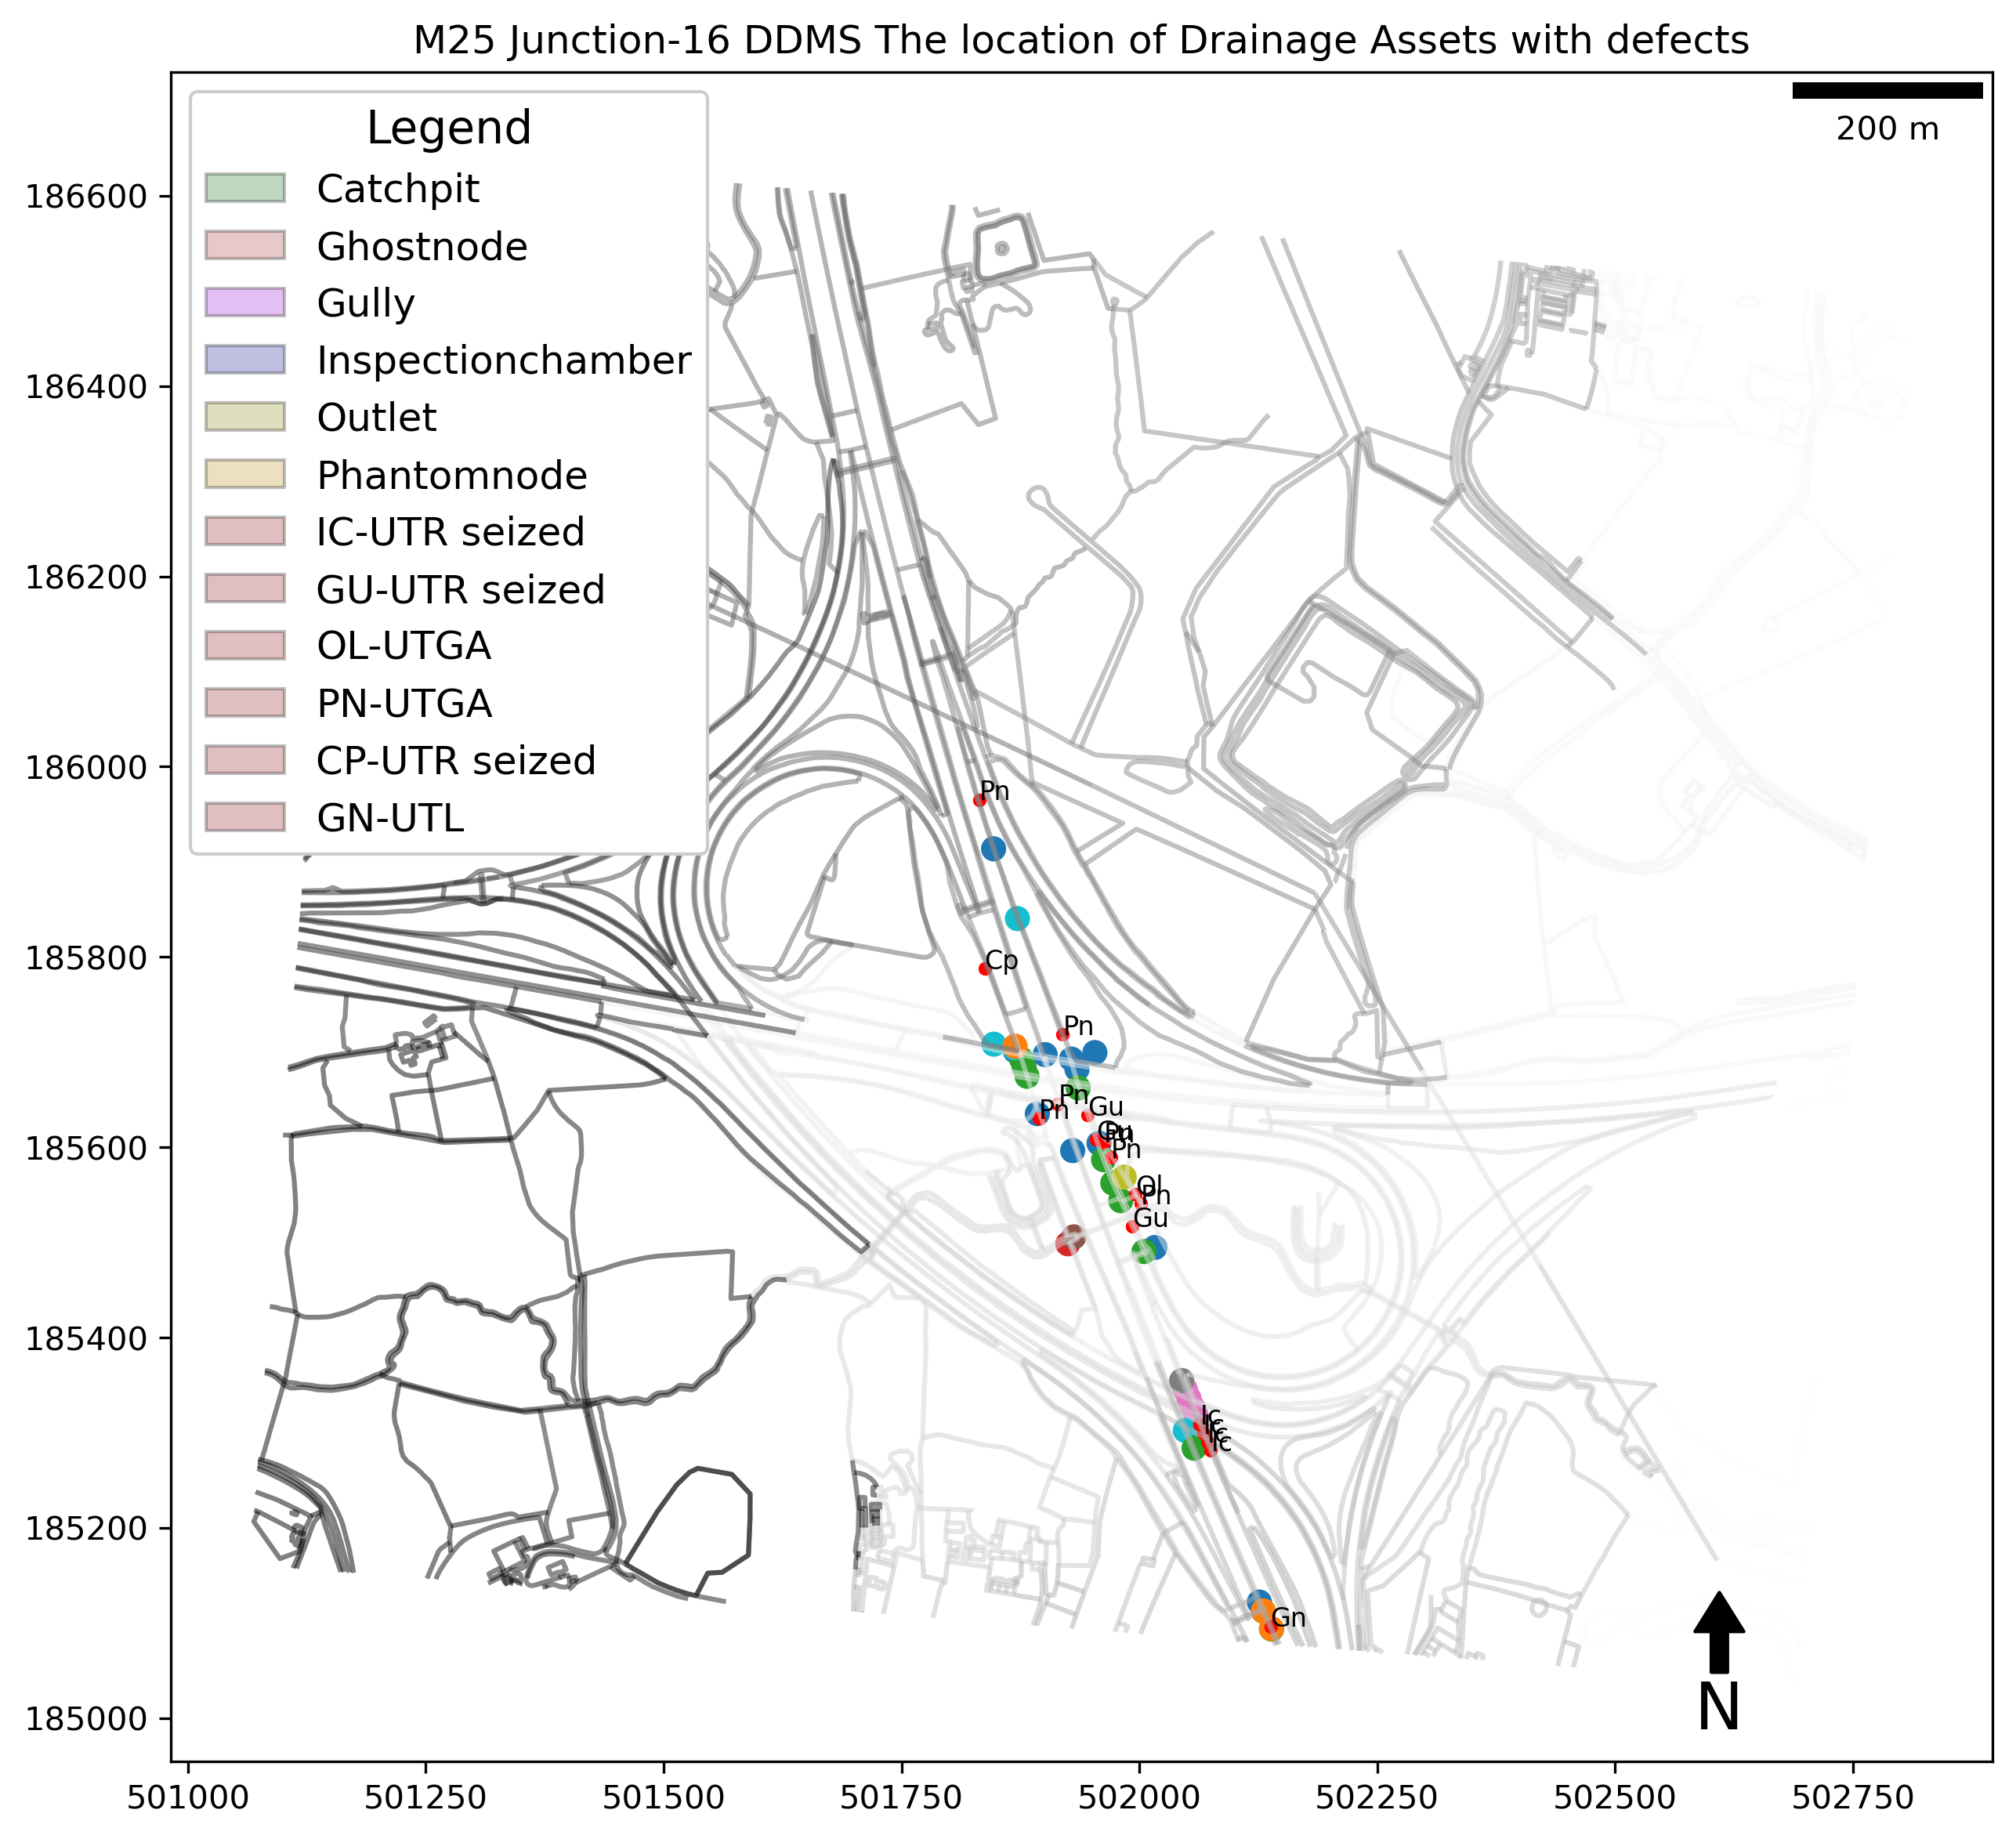 M25 Junction-16 DDMS The location of Drainage Assets with defects
Legend
Catchpit
Ghostnode
Gully
Inspectionchamber
Outlet
Phantomnode
IC-UTR seized
GU-UTR seized
OL-UTGA
PN-UTGA
CP-UTR seized
GN-UTL
200 m
186600
186400
186200
186000
185800
185600
185400
185200
185000
Pn
Cp
Pn
Pn
Pn
Gu
Gu
Pn
Pn
Ol
Pn
Gu
Ic
Ic
Ic
Ic
Gn
N
501000 501250 501500 501750 502000 502250 502500 502750